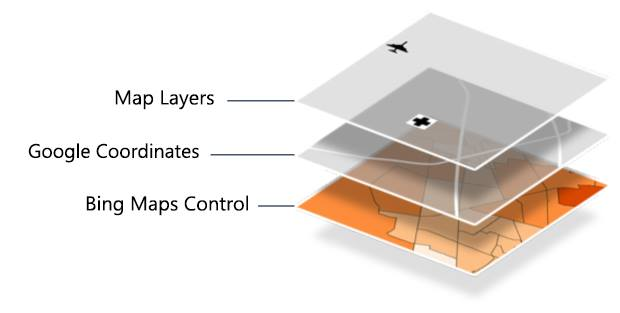 Map Layers
Google Coordinates
Bing Maps Control